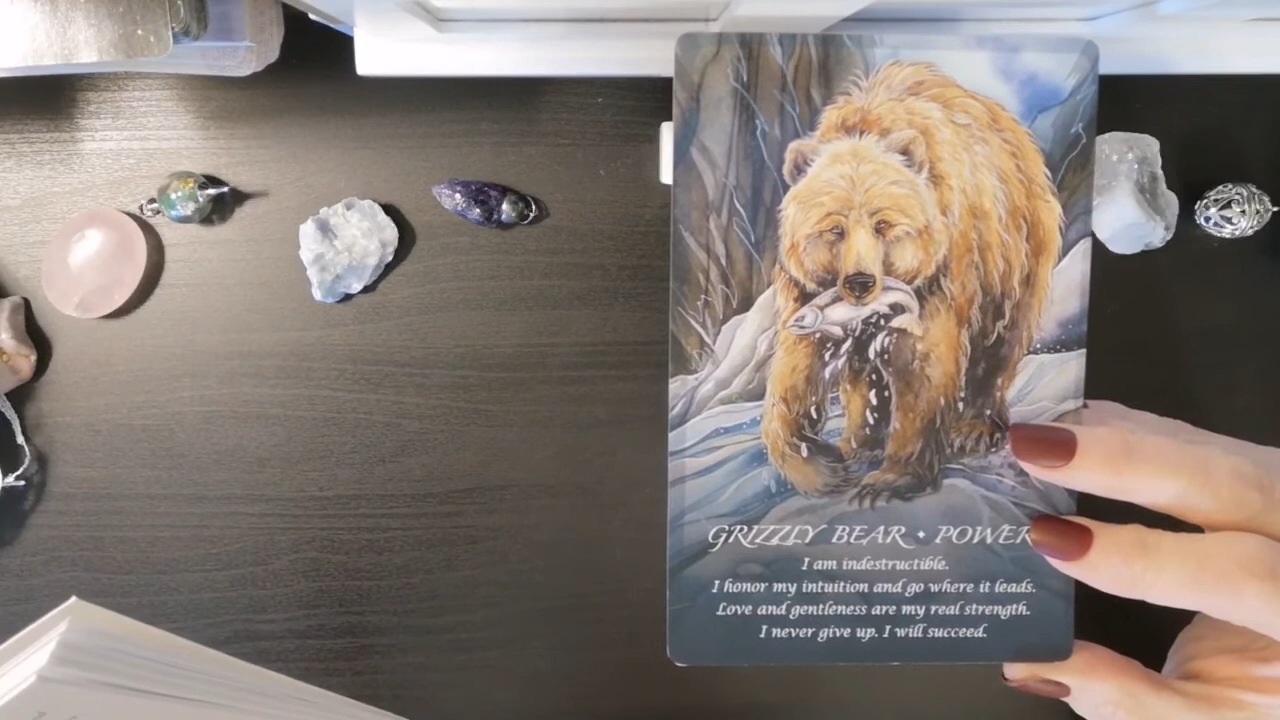 GRIZZLY BEAR • POWER
I am indestructible.
I honor my intuition and go where it leads.
Love and gentleness are my real strength.
I never give up. I will succeed.